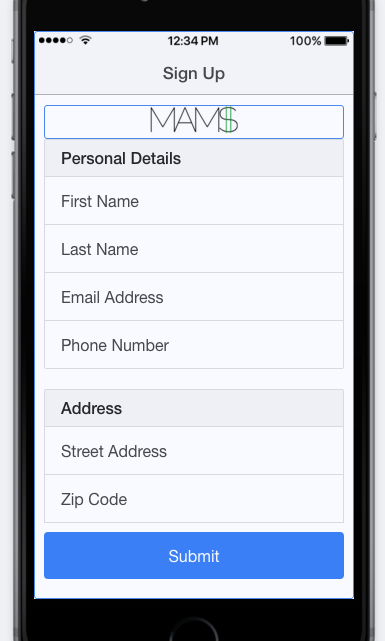 12:34 PM
100%
Sign Up
MAM$
Personal Details
First Name
Last Name
Email Address
Phone Number
Address
Street Address
Zip Code
Submit